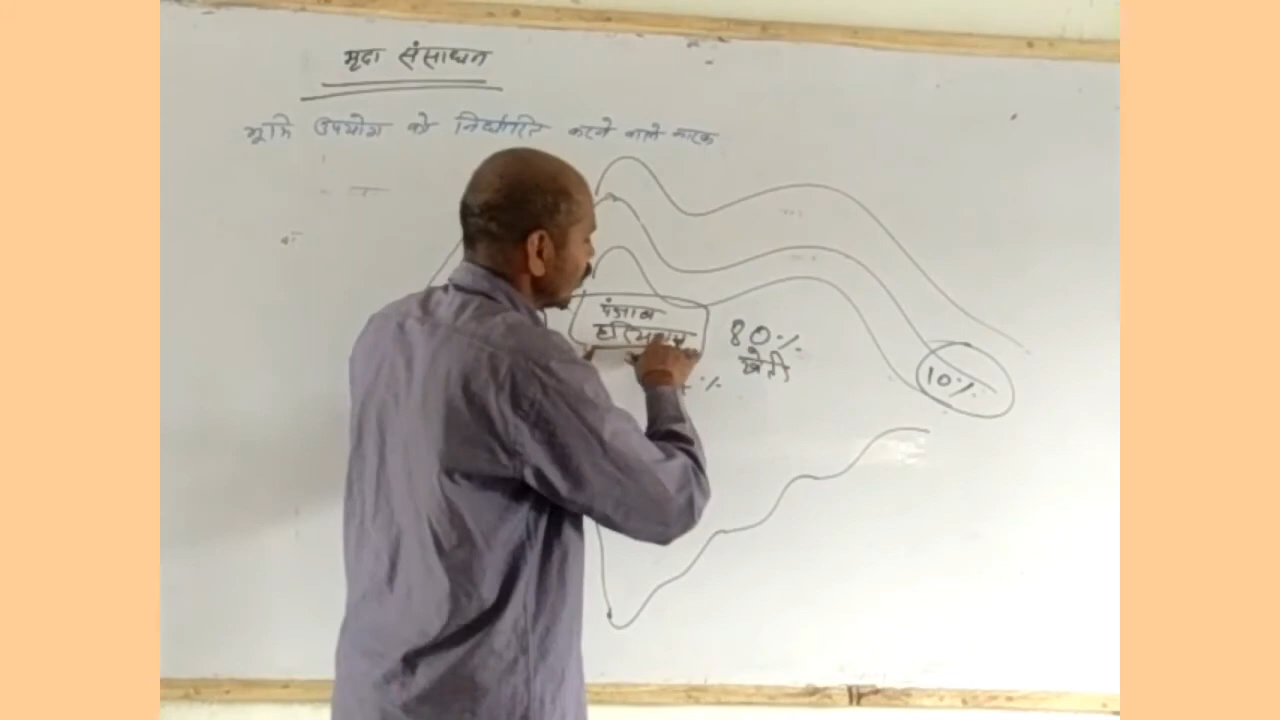 मृदा संसाधन
भूमि उपयोग को निर्धारित करने वाले कारक
पंजाब
हरियाणा
80%
खेती
10%
%